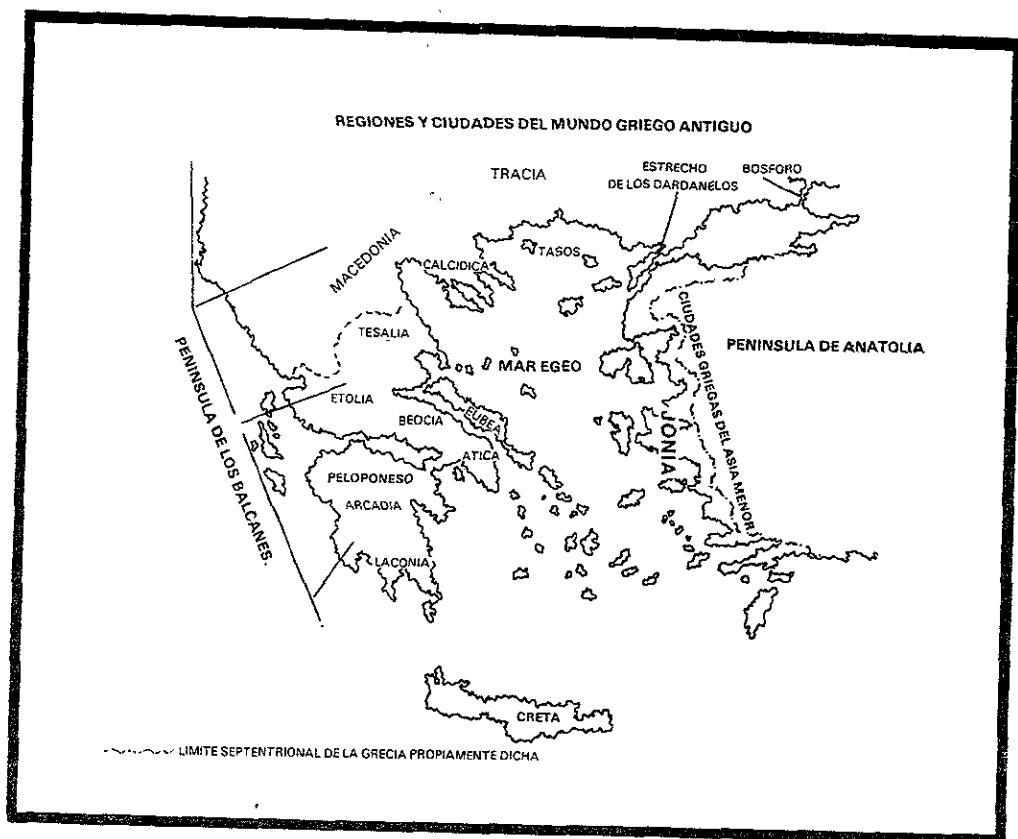 REGIONES Y CIUDADES DEL MUNDO GRIEGO ANTIGUO
TRACIA
ESTRECHO
DE LOS DARDANELOS
BOSFORO
MACEDONIA
CALCIDICA
TASOS
TESALIA
MAR EGEO
PENINSULA DE ANATOLIA
CIUDADES GRIEGAS DEL ASIA MENOR
PENINSULA DE LOS BALCANES.
ETOLIA
BEOCIA
EUBEA
JONIA
ATICA
PELOPONESO
ARCADIA
LACONIA
CRETA
LIMITE SEPTENTRIONAL DE LA GRECIA PROPIAMENTE DICHA